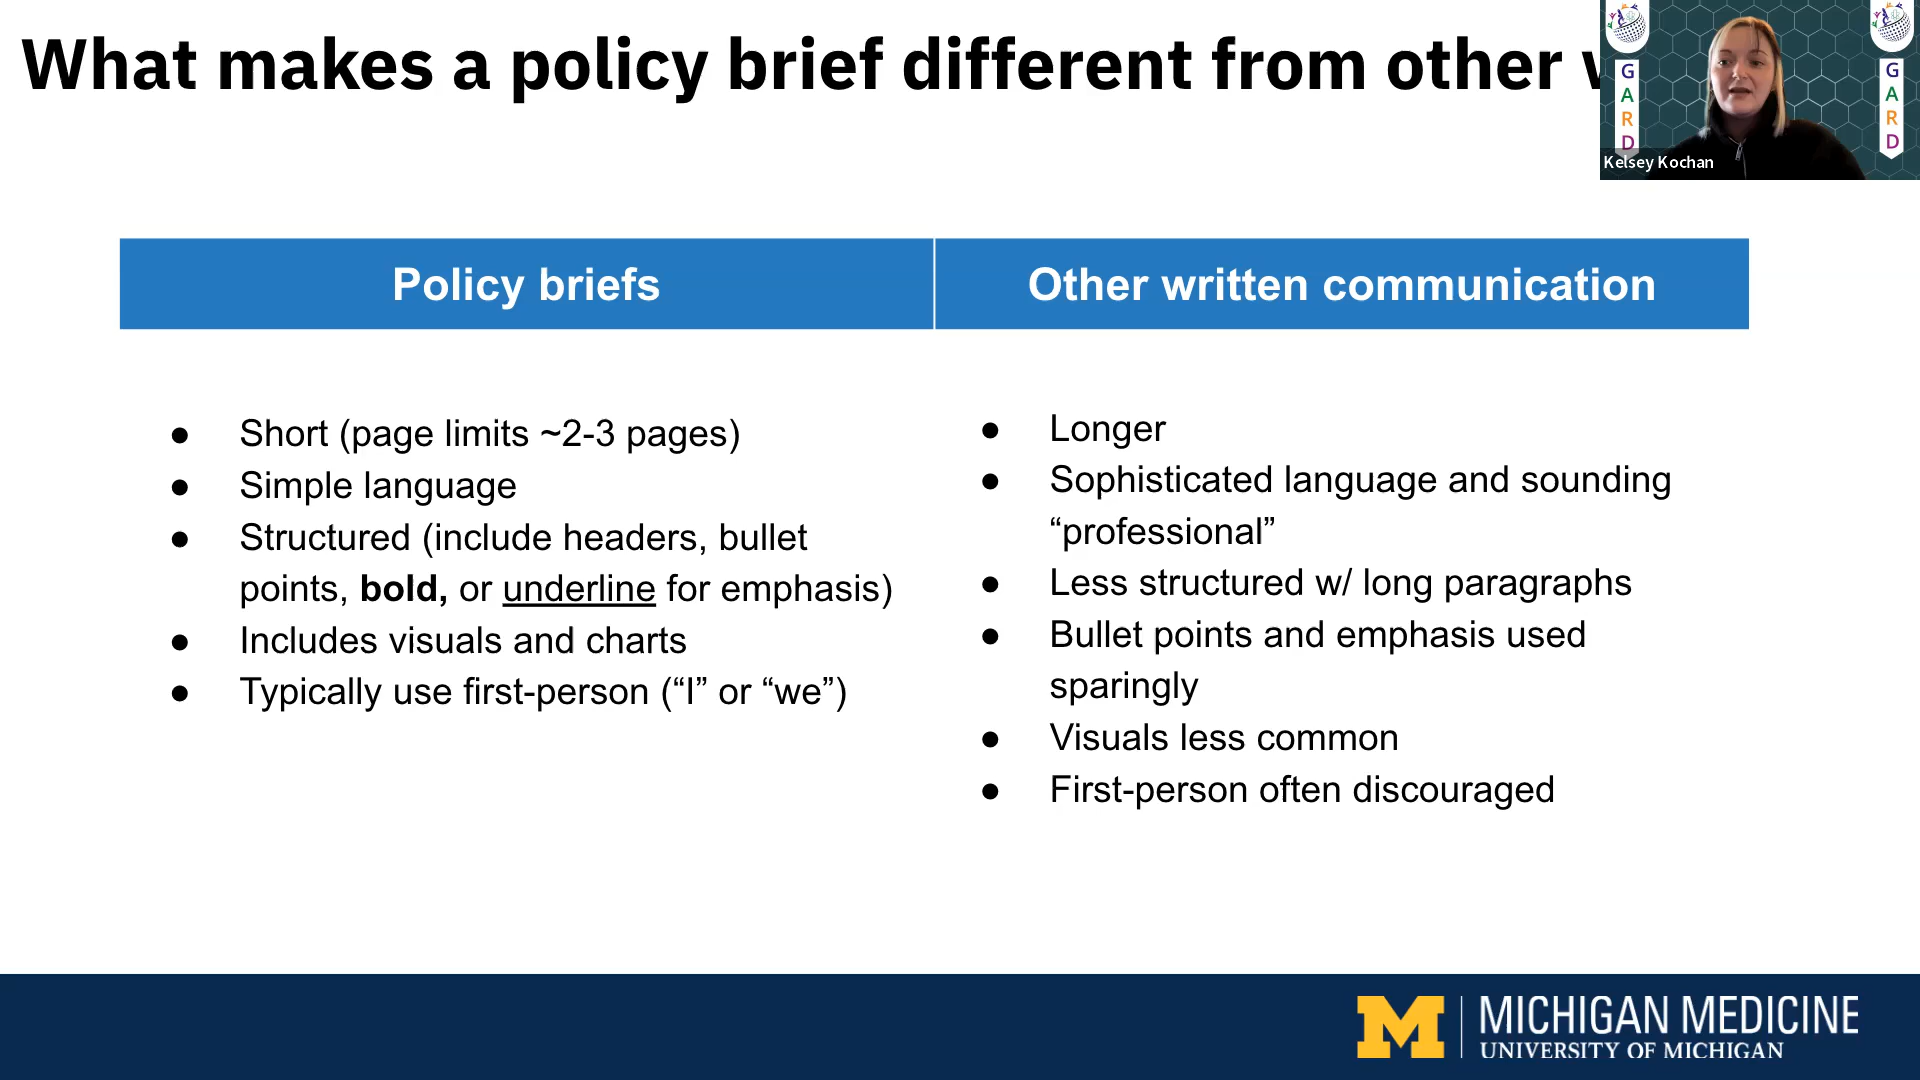 What makes a policy brief different from other
G
A
R
D
G
A
R
D
Kelsey Kochan
Policy briefs
Other written communication
● Short (page limits ~2-3 pages)
● Simple language
● Structured (include headers, bullet
points, bold, or underline for emphasis)
● Includes visuals and charts
● Typically use first-person (“I” or “we”)
● Longer
● Sophisticated language and sounding
“professional”
● Less structured w/ long paragraphs
● Bullet points and emphasis used
sparingly
● Visuals less common
● First-person often discouraged
M MICHIGAN MEDICINE
UNIVERSITY OF MICHIGAN